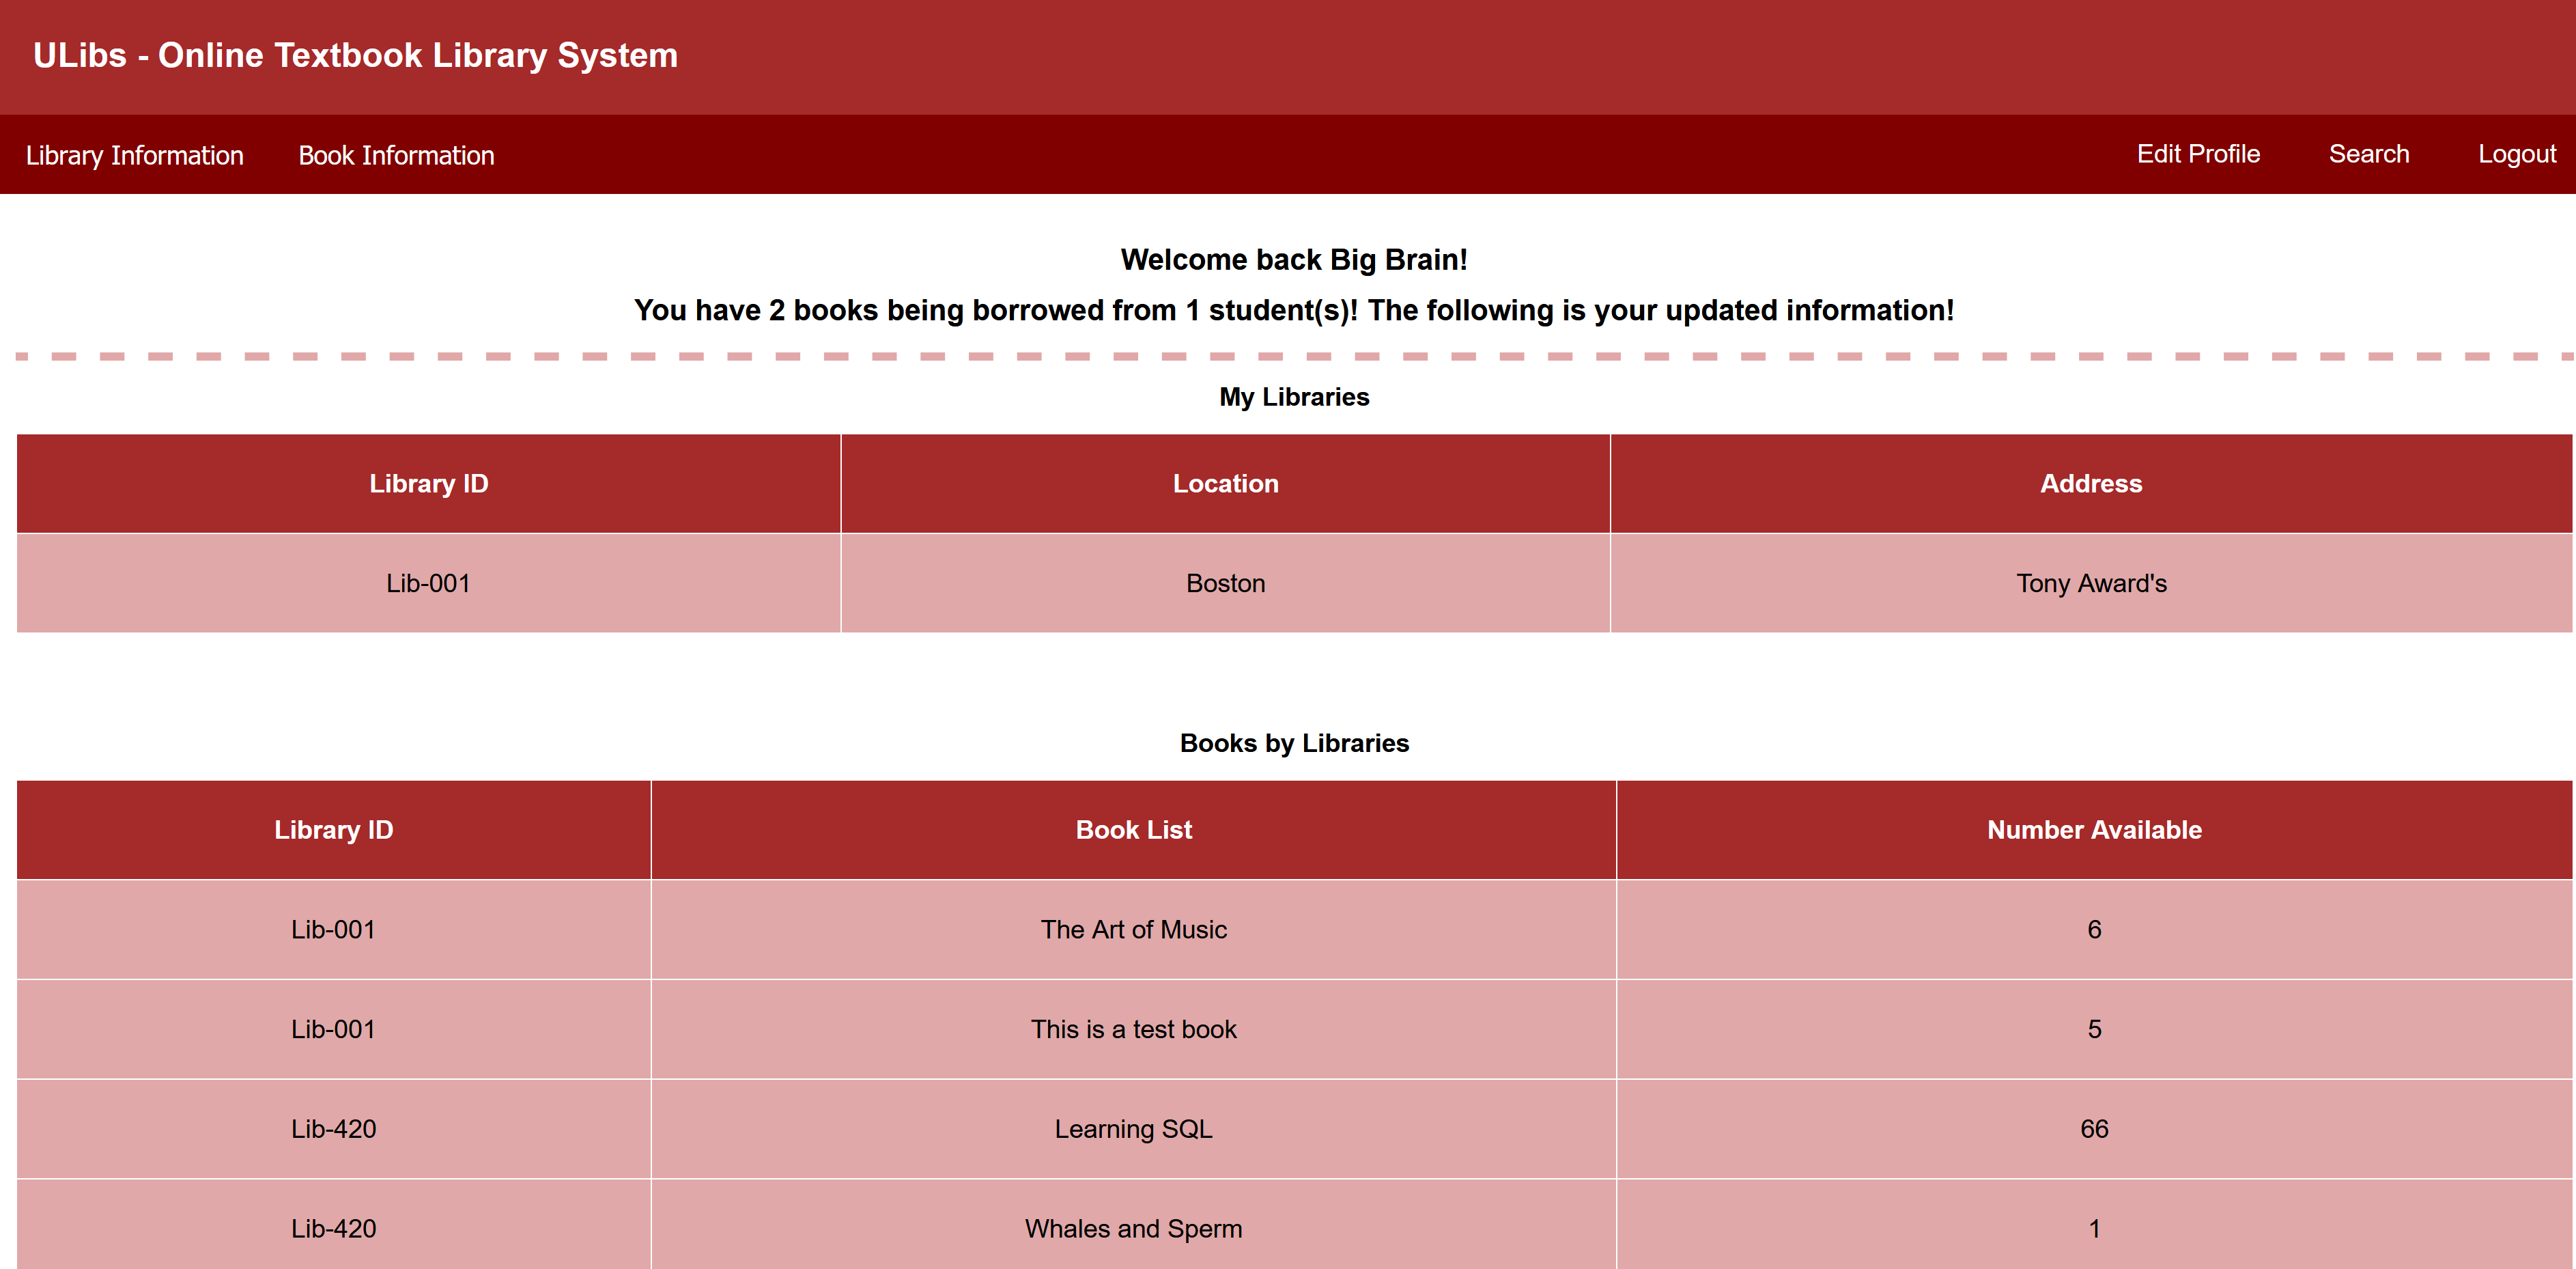 ULibs - Online Textbook Library System
Library Information Book Information Edit Profile Search Logout
Welcome back Big Brain!
You have 2 books being borrowed from 1 student(s)! The following is your updated information!
My Libraries
Library ID Location Address
Lib-001 Boston Tony Award's
Books by Libraries
Library ID Book List Number Available
Lib-001 The Art of Music 6
Lib-001 This is a test book 5
Lib-420 Learning SQL 66
Lib-420 Whales and Sperm 1